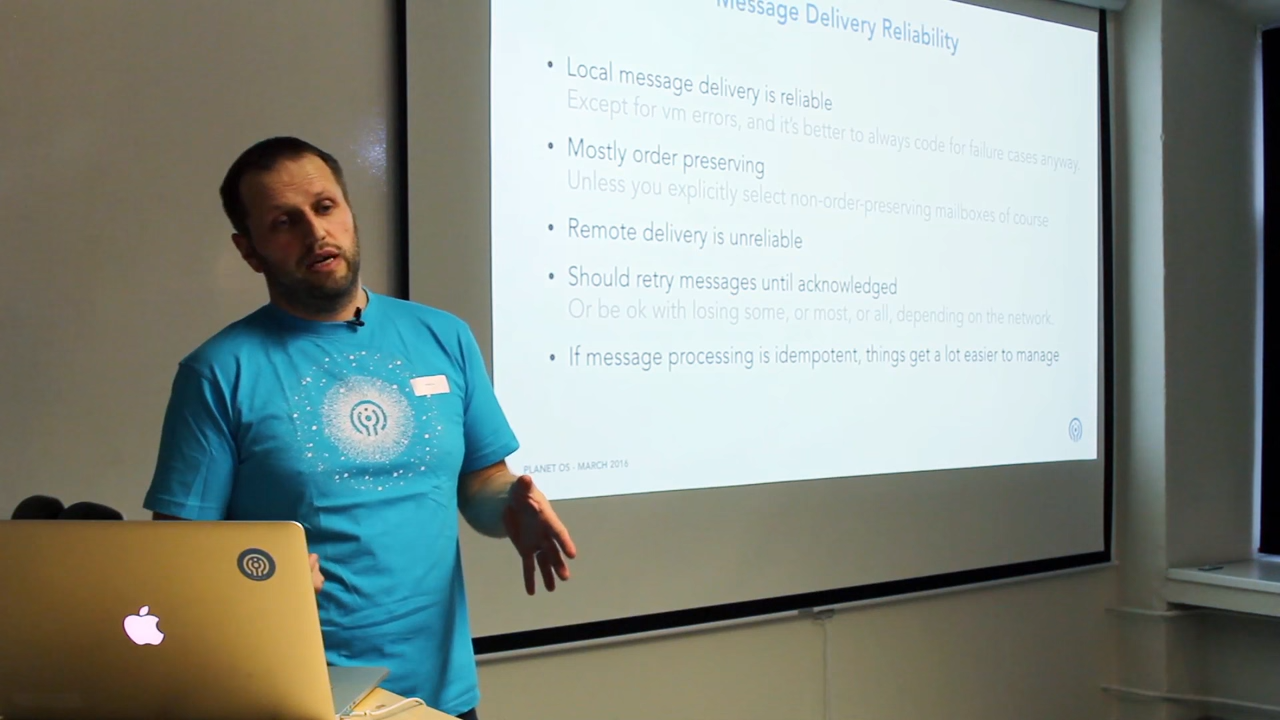 Message Delivery Reliability
• Local message delivery is reliable
Except for vm errors, and it's better to always code for failure cases anyway.
• Mostly order preserving
Unless you explicitly select non-order-preserving mailboxes of course
• Remote delivery is unreliable
• Should retry messages until acknowledged
Or be ok with losing some, or most, or all, depending on the network.
• If message processing is idempotent, things get a lot easier to manage
PLANET OS - MARCH 2016